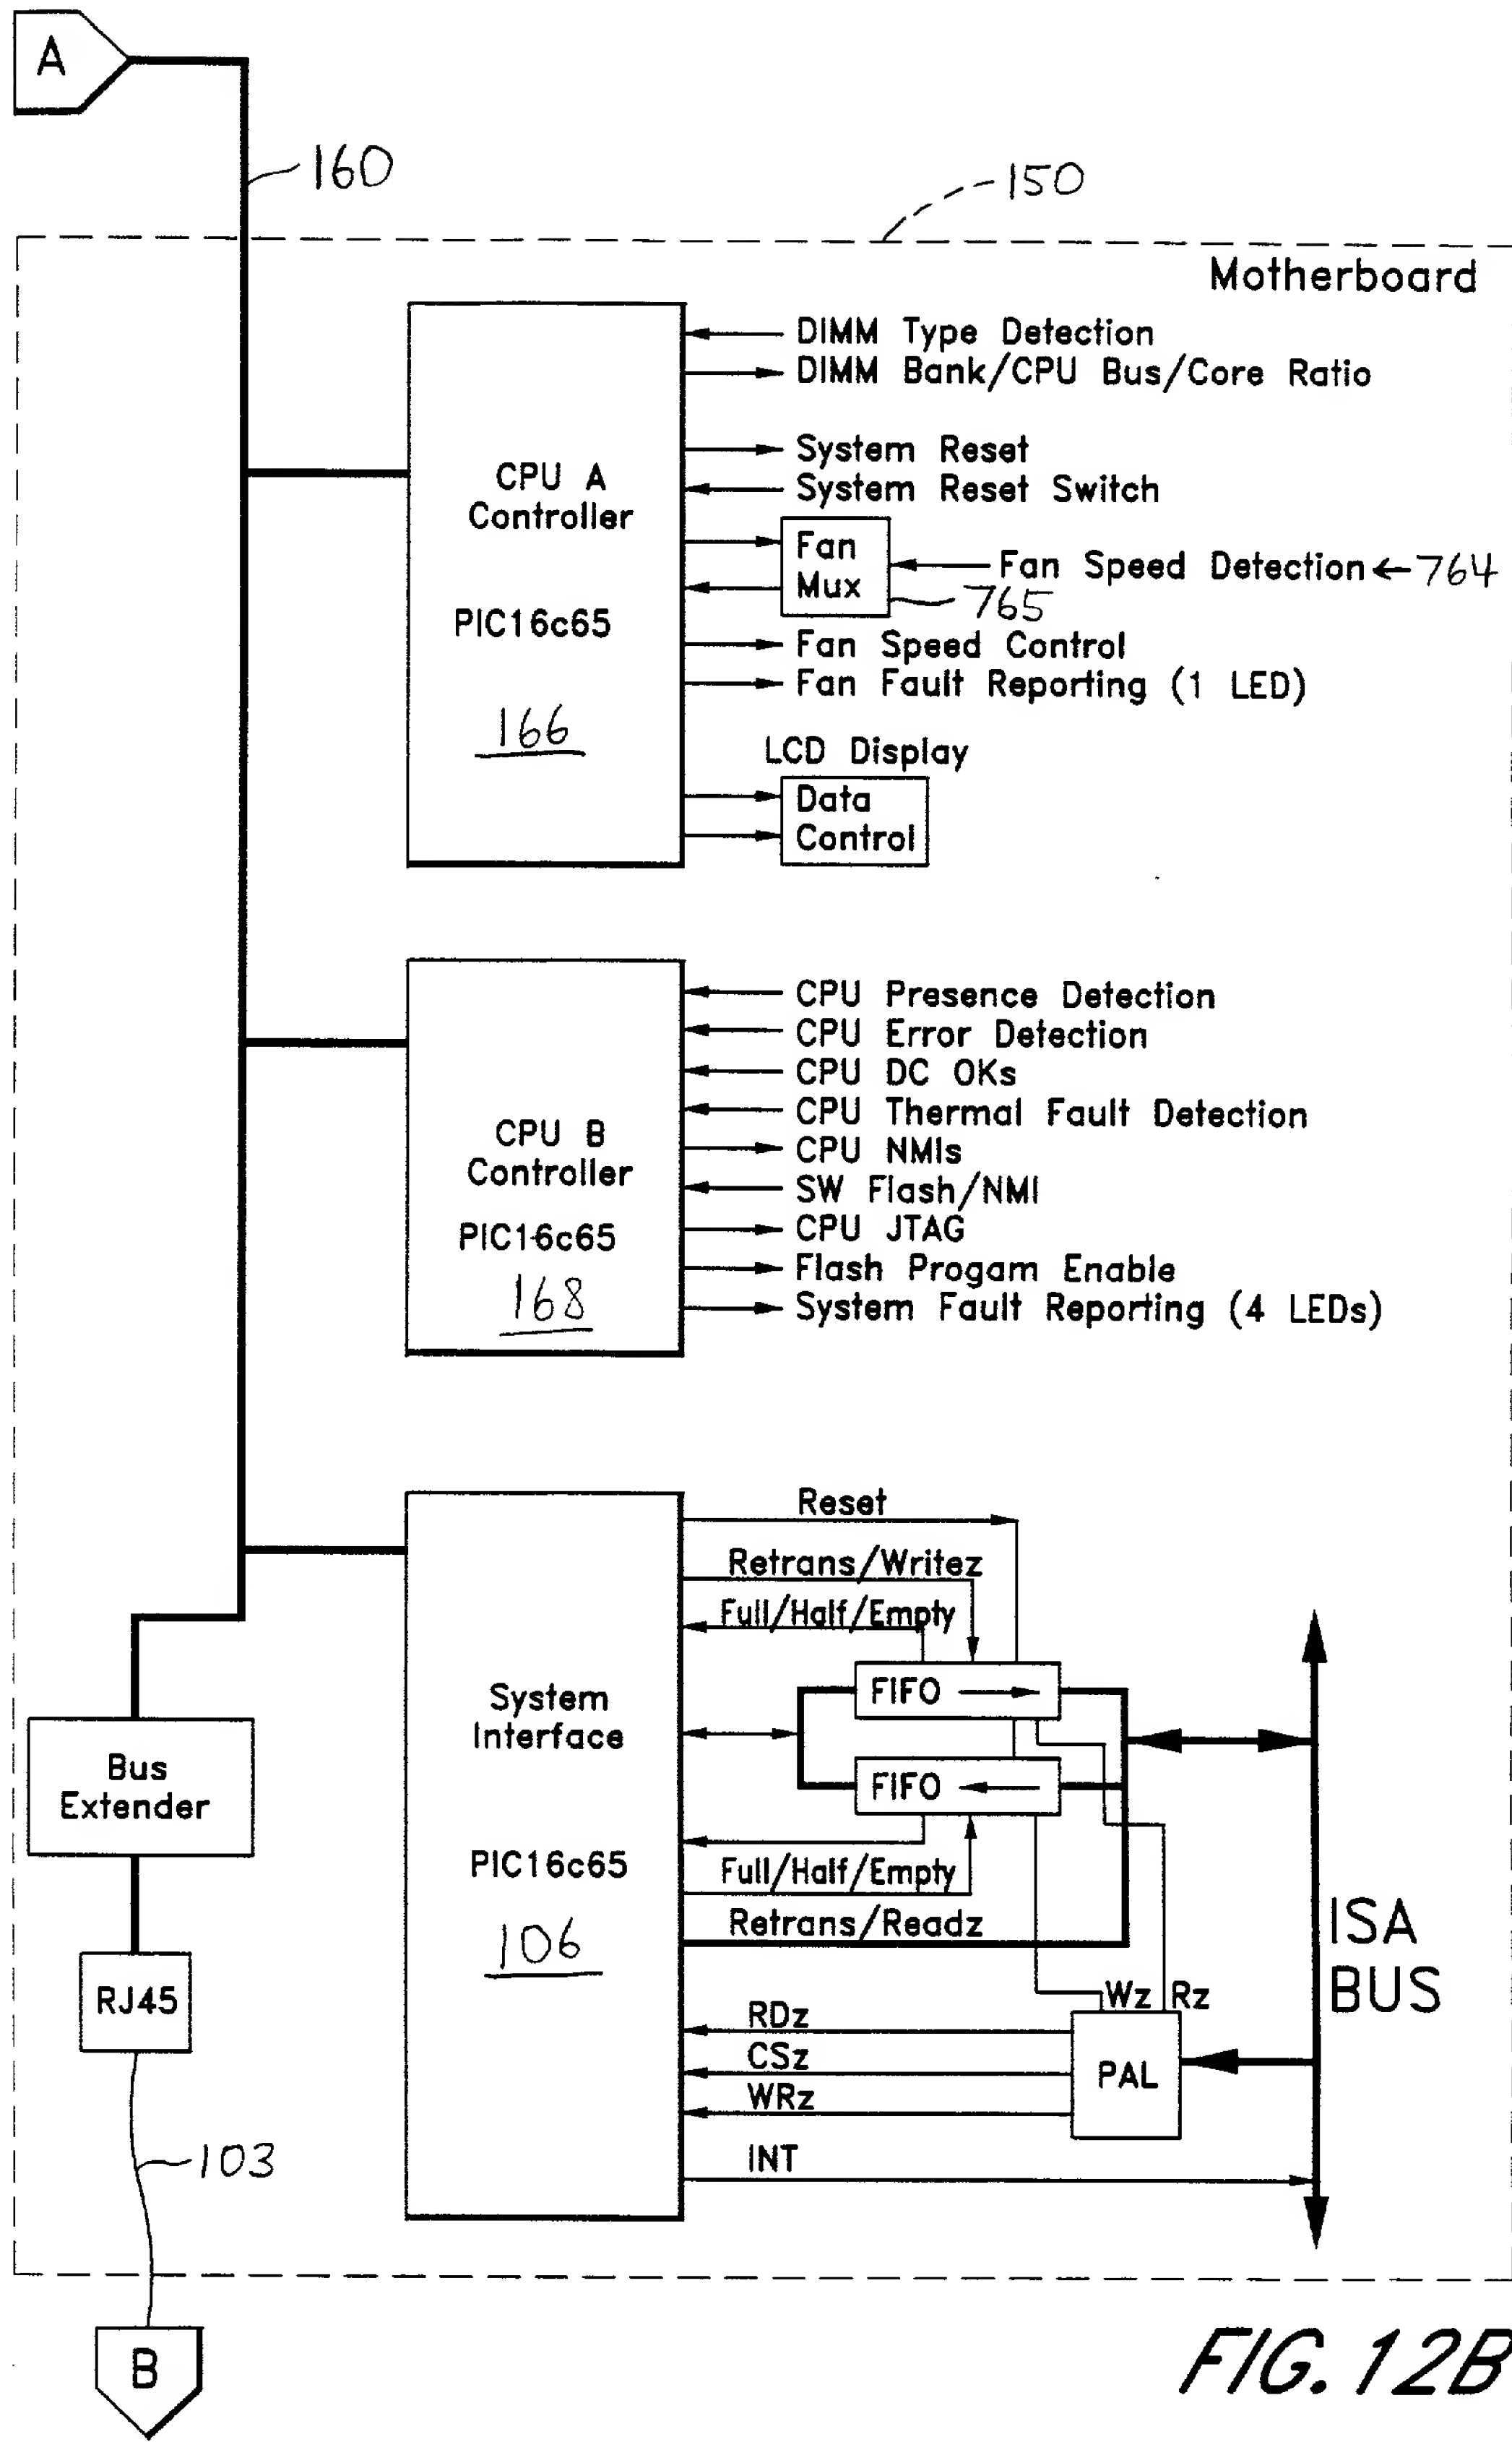 A
160
150
Motherboard
DIMM Type Detection
DIMM Bank/CPU Bus/Core Ratio
System Reset
System Reset Switch
CPU A
Controller
PIC16c65
166
Fan
Mux
Fan Speed Detection
764
765
Fan Speed Control
Fan Fault Reporting (1 LED)
LCD Display
Data
Control
CPU Presence Detection
CPU Error Detection
CPU DC OKs
CPU Thermal Fault Detection
CPU NMIs
SW Flash/NMI
CPU JTAG
Flash Progam Enable
System Fault Reporting (4 LEDs)
CPU B
Controller
PIC16c65
168
Reset
Retrans/Writez
Full/Half/Empty
FIFO
System
Interface
FIFO
PIC16c65
106
Full/Half/Empty
Retrans/Readz
Wz Rz
RDz
CSz
WRz
PAL
INT
ISA
BUS
Bus
Extender
RJ45
103
B
FIG. 12B